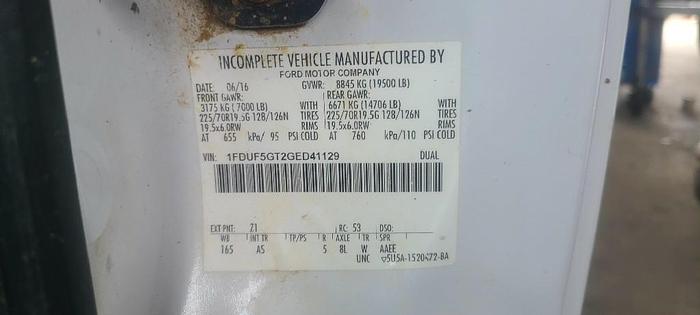 INCOMPLETE VEHICLE MANUFACTURED BY
FORD MOTOR COMPANY
DATE: 06/16 GVWR: 8845 KG (19500 LB)
FRONT GAWR: REAR GAWR:
3175 KG (7000 LB) WITH 6671 KG (14706 LB) WITH
225/70R19.5G 128/126N TIRES 225/70R19.5G 128/126N TIRES
19.5x6.0RW RIMS 19.5x6.0RW RIMS
AT 655 kPa/ 95 PSI COLD AT 760 kPa/110 PSI COLD
VIN: 1FDUF5GT2GED41129 DUAL
EXT PNT: Z1 RC: 53 DSO:
WB INT TR TP/PS R AXLE TR SPR
165 AS 5 8L W AAEE
UNC 5U5A-1520472-BA